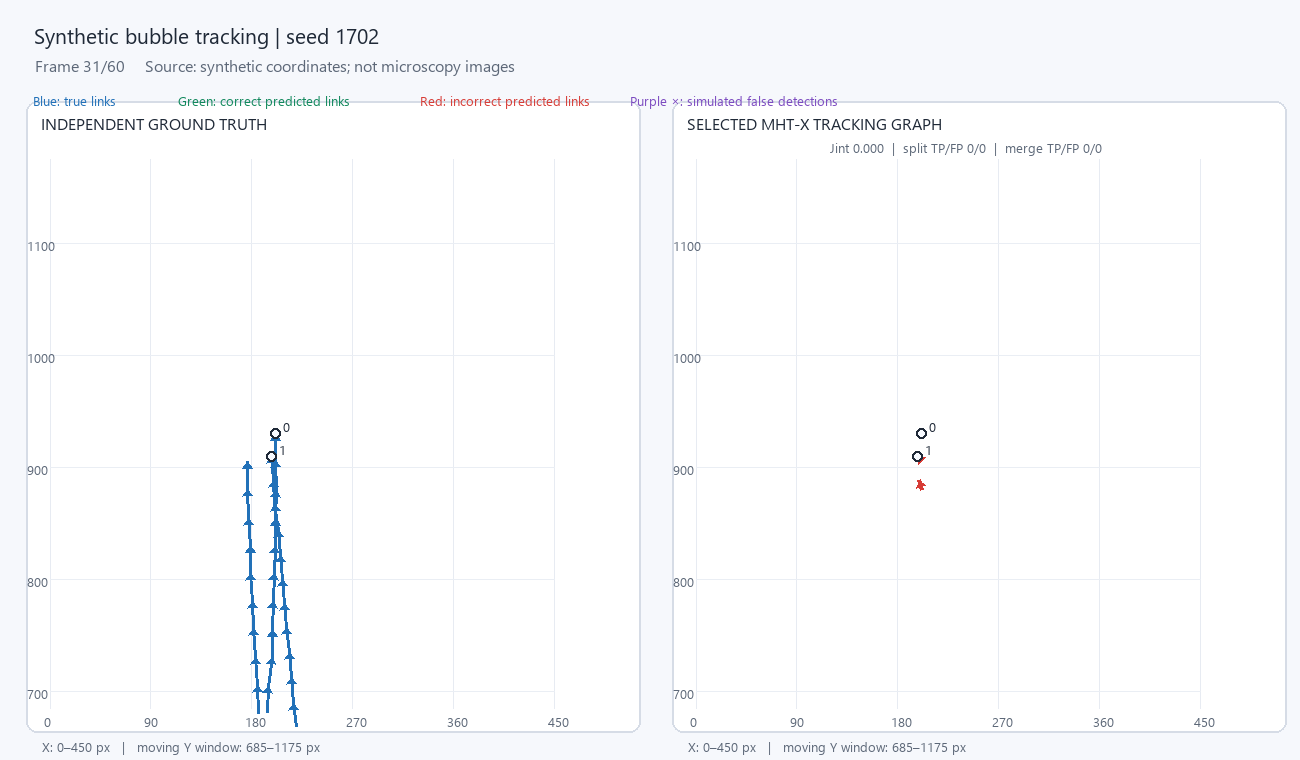 Synthetic bubble tracking | seed 1702
Frame 31/60 Source: synthetic coordinates; not microscopy images
Blue: true links Green: correct predicted links Red: incorrect predicted links Purple ×: simulated false detections
INDEPENDENT GROUND TRUTH
1100
1000
0
1
900
800
700
0 90 180 270 360 450
X: 0–450 px | moving Y window: 685–1175 px
SELECTED MHT-X TRACKING GRAPH
Jint 0.000 | split TP/FP 0/0 | merge TP/FP 0/0
1100
1000
0
1
900
800
700
0 90 180 270 360 450
X: 0–450 px | moving Y window: 685–1175 px